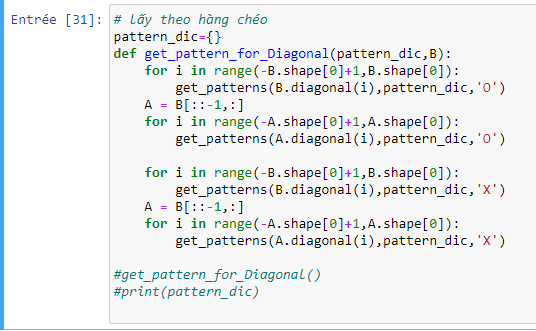 Entrée [31]: # lấy theo hàng chéo
pattern_dic={}
def get_pattern_for_Diagonal(pattern_dic,B):
    for i in range(-B.shape[0]+1,B.shape[0]):
        get_patterns(B.diagonal(i),pattern_dic,'O')
    A = B[::-1,:]
    for i in range(-A.shape[0]+1,A.shape[0]):
        get_patterns(A.diagonal(i),pattern_dic,'O')
    for i in range(-B.shape[0]+1,B.shape[0]):
        get_patterns(B.diagonal(i),pattern_dic,'X')
    A = B[::-1,:]
    for i in range(-A.shape[0]+1,A.shape[0]):
        get_patterns(A.diagonal(i),pattern_dic,'X')
#get_pattern_for_Diagonal()
#print(pattern_dic)